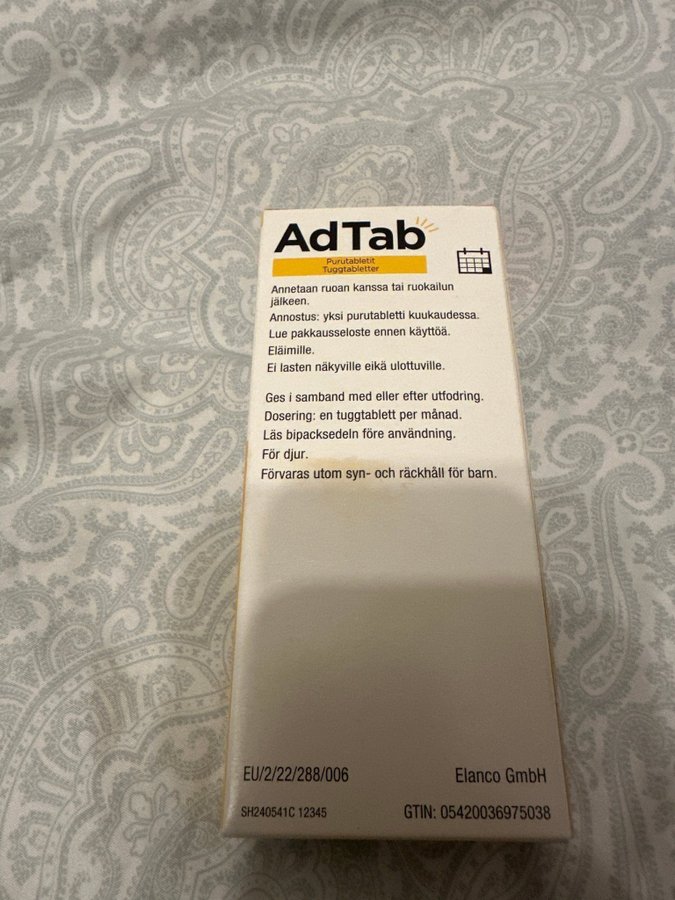 AdTab
Purutabletit
Tuggtabletter
Annetaan ruoan kanssa tai ruokailun
jälkeen.
Annostus: yksi purutabletti kuukaudessa.
Lue pakkausseloste ennen käyttöä.
Eläimille.
Ei lasten näkyville eikä ulottuville.
Ges i samband med eller efter utfodring.
Dosering: en tuggtablett per månad.
Läs bipacksedeln före användning.
För djur.
Förvaras utom syn- och räckhåll för barn.
EU/2/22/288/006
Elanco GmbH
SH240541C 12345
GTIN: 05420036975038